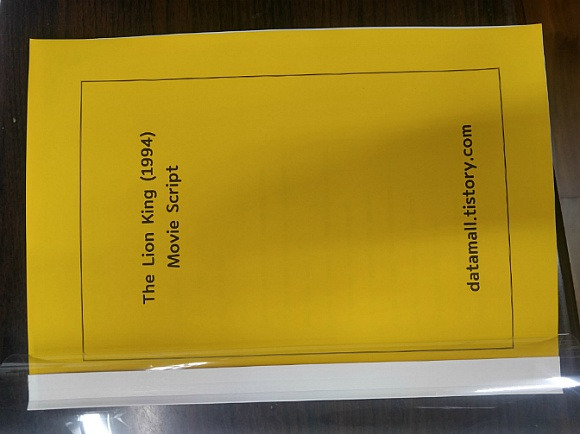 The Lion King (1994)
Movie Script
datamall.tistory.com